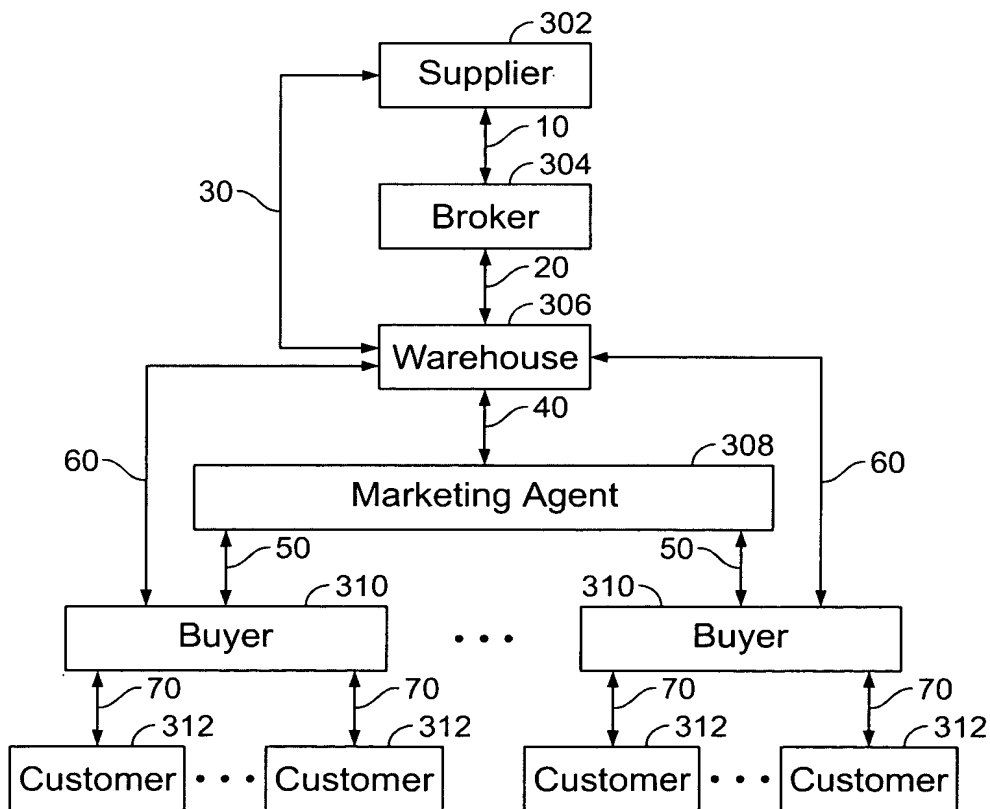 302
Supplier
10
304
30
Broker
20
306
Warehouse
40
308
60
60
Marketing Agent
50
50
310
310
Buyer
• • •
Buyer
70
70
70
70
312
312
312
312
Customer • • • Customer
Customer • • • Customer